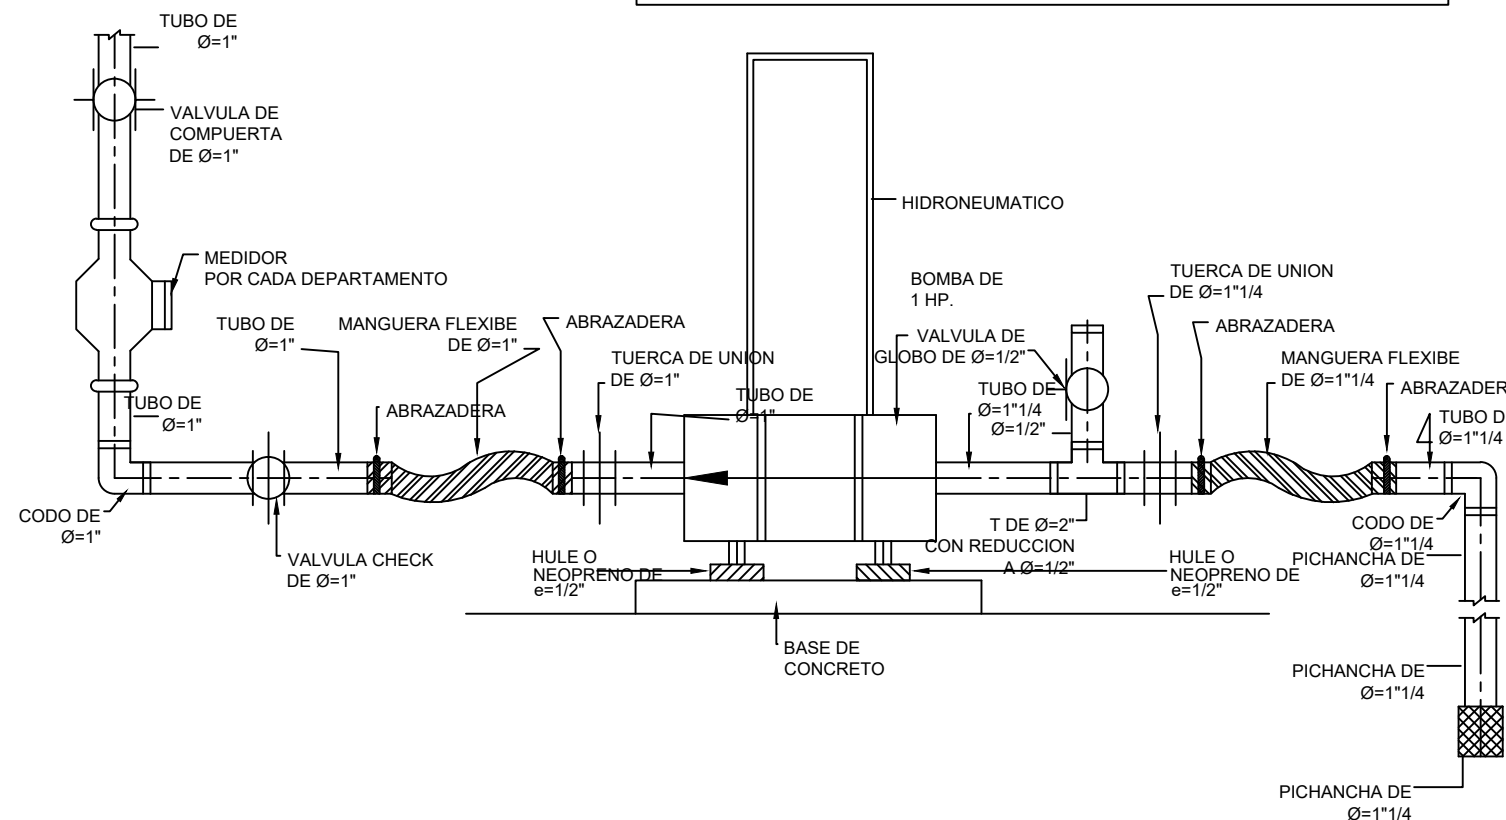 TUBO DE
Ø=1"
VALVULA DE
COMPUERTA
DE Ø=1"
MEDIDOR
POR CADA DEPARTAMENTO
TUBO DE
Ø=1"
MANGUERA FLEXIBE
DE Ø=1"
ABRAZADERA
TUERCA DE UNION
DE Ø=1"
TUBO DE
Ø=1"
HIDRONEUMATICO
BOMBA DE
1 HP.
VALVULA DE
GLOBO DE Ø=1/2"
TUBO DE
Ø=1"1/4
Ø=1/2"
TUERCA DE UNION
DE Ø=1"1/4
ABRAZADERA
MANGUERA FLEXIBE
DE Ø=1"1/4
ABRAZADER
TUBO D
Ø=1"1/4
TUBO DE
Ø=1"
ABRAZADERA
CODO DE
Ø=1"
VALVULA CHECK
DE Ø=1"
HULE O
NEOPRENO DE
e=1/2"
T DE Ø=2"
CON REDUCCION
A Ø=1/2"
HULE O
NEOPRENO DE
e=1/2"
CODO DE
Ø=1"1/4
PICHANCHA DE
Ø=1"1/4
BASE DE
CONCRETO
PICHANCHA DE
Ø=1"1/4
PICHANCHA DE
Ø=1"1/4